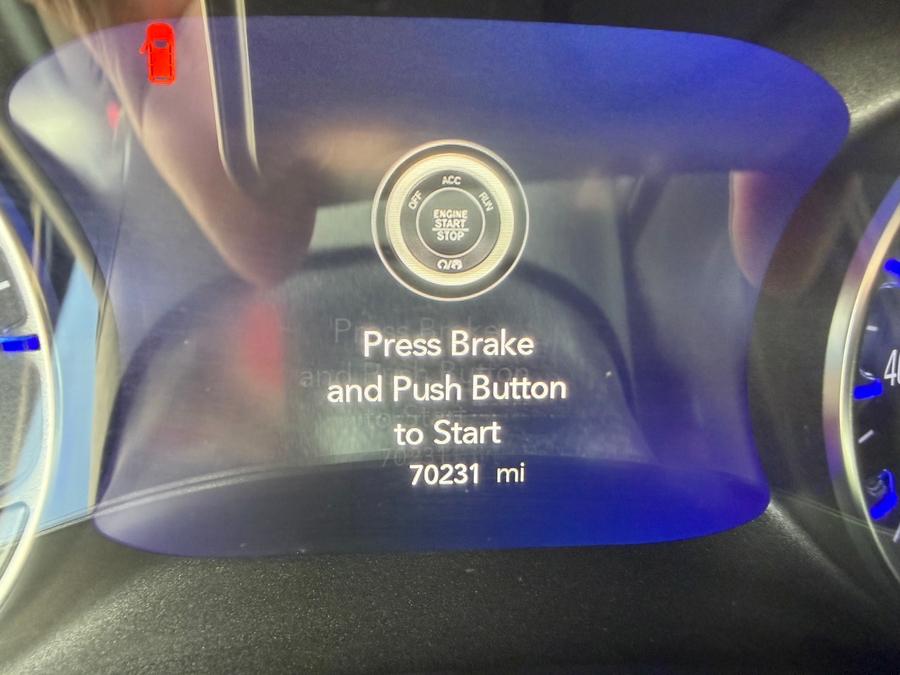 ACC
OFF RUN
ENGINE
START
STOP
Press Brake
and Push Button
to Start
70231 mi